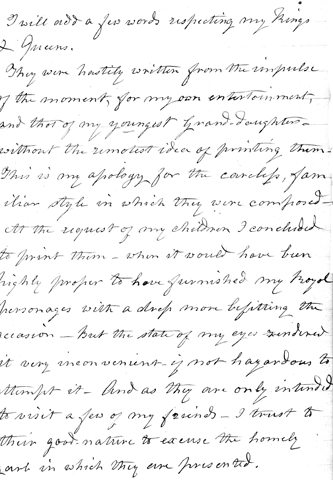 I will add a few words respecting my Kings
& Queens.
They were hastily written from the impulse
of the moment, for my own entertainment,
and that of my youngest Grand-daughters—
without the remotest idea of printing them—
This is my apology for the careless, fam
iliar style in which they were composed—
At the request of my children I concluded
to print them — when it would have been
highly proper to have furnished my Royal
personages with a dress more befitting the
occasion — But the state of my eyes rendered
it very inconvenient if not hazardous to
attempt it — And as they are only intended
to visit a few of my friends — I trust to
their good nature to excuse the homely
garb in which they are presented.